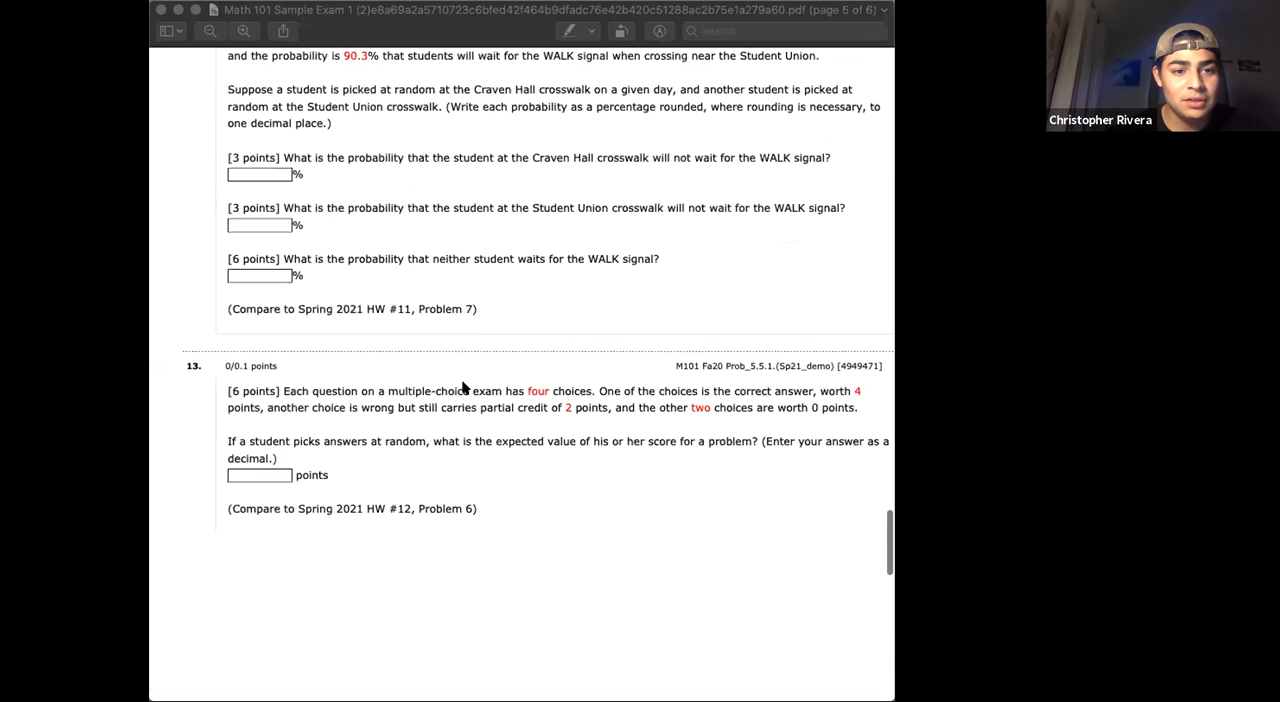 Math 101 Sample Exam 1 (2)e8a69a2a5710723c6bfed42f464b9dfadc76e42b420c51288ac2b75e1a279a60.pdf (page 5 of 6)
Search
Christopher Rivera
and the probability is 90.3% that students will wait for the WALK signal when crossing near the Student Union.
Suppose a student is picked at random at the Craven Hall crosswalk on a given day, and another student is picked at
random at the Student Union crosswalk. (Write each probability as a percentage rounded, where rounding is necessary, to
one decimal place.)
[3 points] What is the probability that the student at the Craven Hall crosswalk will not wait for the WALK signal?
%
[3 points] What is the probability that the student at the Student Union crosswalk will not wait for the WALK signal?
%
[6 points] What is the probability that neither student waits for the WALK signal?
%
(Compare to Spring 2021 HW #11, Problem 7)
13. 0/0.1 points M101 Fa20 Prob_5.5.1.(Sp21_demo) [4949471]
[6 points] Each question on a multiple-choice exam has four choices. One of the choices is the correct answer, worth 4
points, another choice is wrong but still carries partial credit of 2 points, and the other two choices are worth 0 points.
If a student picks answers at random, what is the expected value of his or her score for a problem? (Enter your answer as a
decimal.)
points
(Compare to Spring 2021 HW #12, Problem 6)